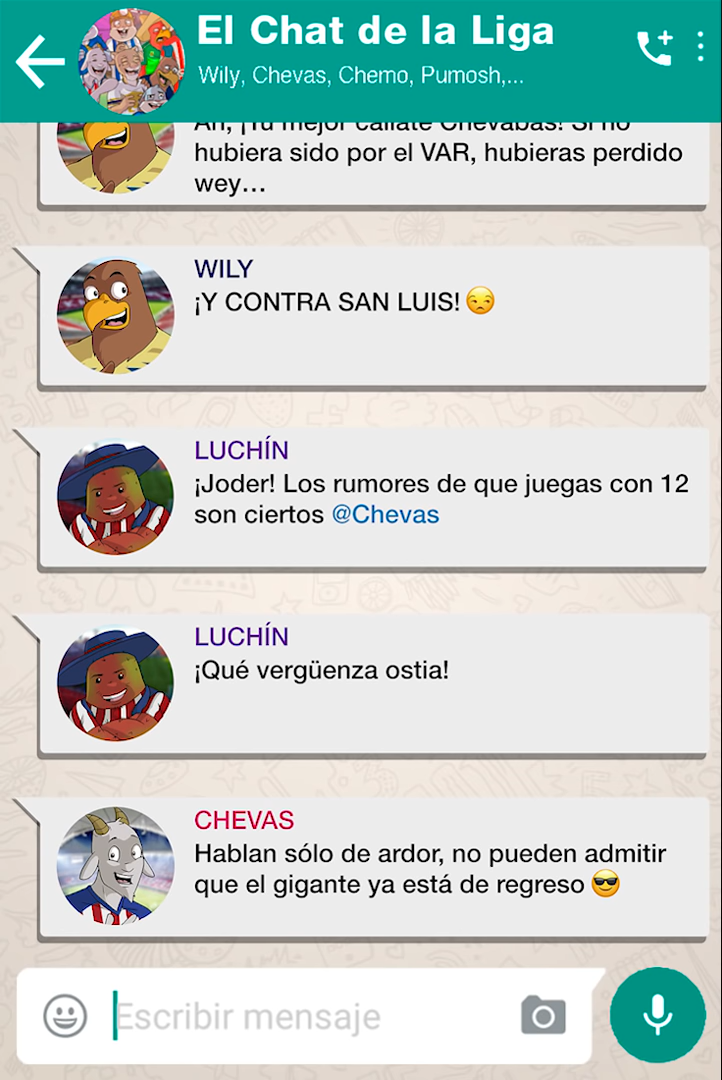 El Chat de la Liga
Wily, Chevas, Chemo, Pumosh,...
Ah, ¡Tú mejor cállate Chevabas! Si no
hubiera sido por el VAR, hubieras perdido
wey...
WILY
¡Y CONTRA SAN LUIS! 😒
LUCHÍN
¡Joder! Los rumores de que juegas con 12
son ciertos @Chevas
LUCHÍN
¡Qué vergüenza ostia!
CHEVAS
Hablan sólo de ardor, no pueden admitir
que el gigante ya está de regreso 😎
Escribir mensaje